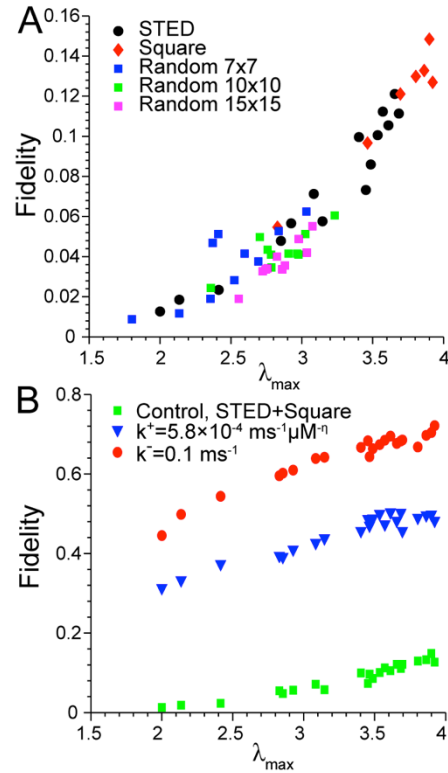 A
0.16
0.14
0.12
0.1
0.08
0.06
0.04
0.02
0
Fidelity
STED
Square
Random 7x7
Random 10x10
Random 15x15
1.5 2 2.5 3 3.5 4
λmax
B
0.8
0.6
0.4
0.2
0
Fidelity
Control, STED+Square
k⁺=5.8×10⁻⁴ ms⁻¹μM⁻η
k⁻=0.1 ms⁻¹
1.5 2 2.5 3 3.5 4
λmax